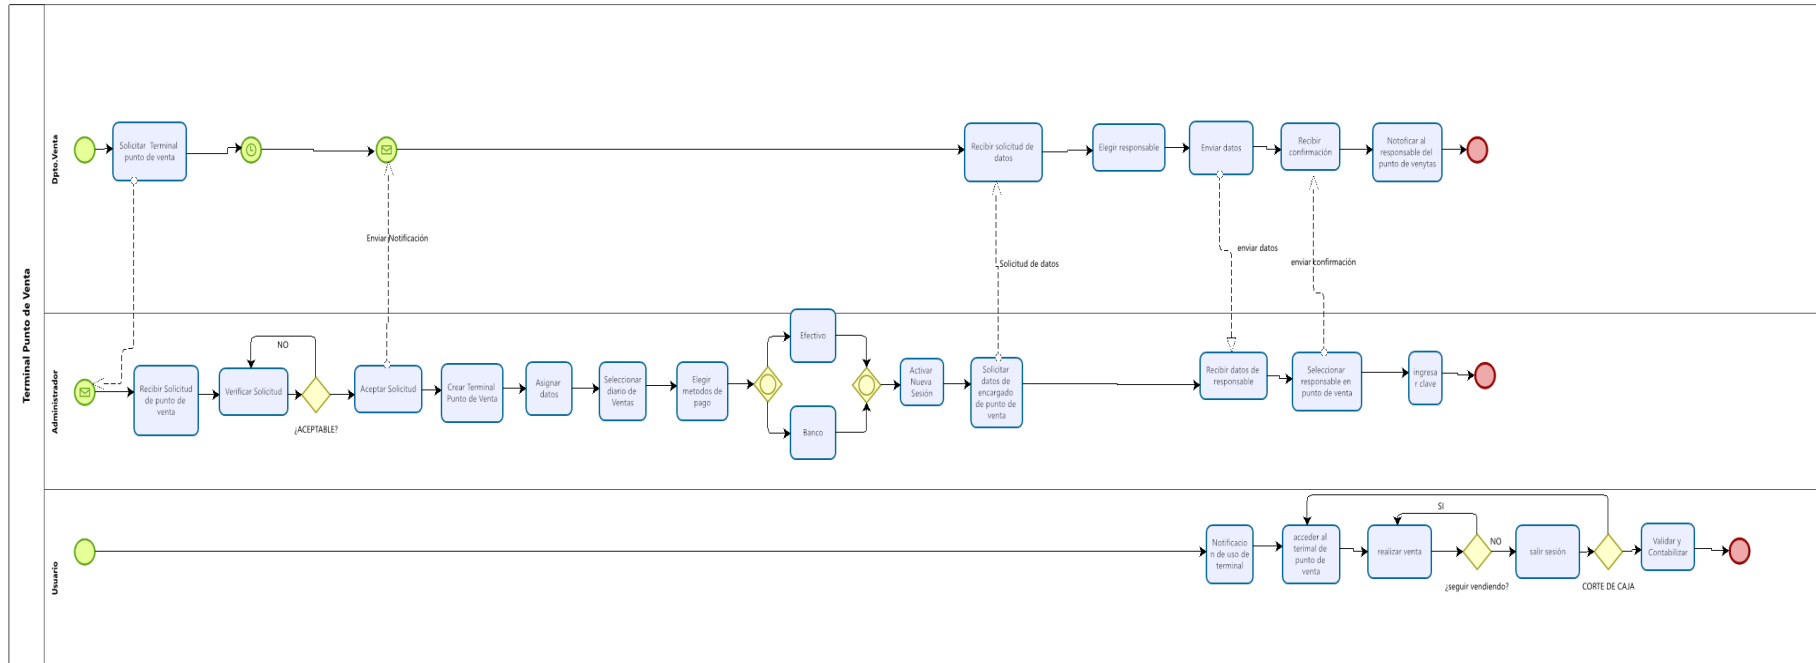 Terminal Punto de Venta
Dpto.Venta
Solicitar Terminal
punto de venta
Recibir solicitud de
datos
Elegir responsable
Enviar datos
Recibir
confirmación
Notoficar al
responsable del
punto de venytas
Enviar Notificación
Solicitud de datos
enviar datos
enviar confirmación
Administrador
Recibir Solicitud
de punto de
venta
Verificar Solicitud
NO
¿ACEPTABLE?
Aceptar Solicitud
Crear Terminal
Punto de Venta
Asignar
datos
Seleccionar
diario de
Ventas
Elegir
metodos de
pago
Efectivo
Banco
Activar
Nueva
Sesión
Solicitar
datos de
encargado
de punto de
venta
Recibir datos de
responsable
Seleccionar
responsable en
punto de venta
ingresa
r clave
Usuario
Notificacio
n de uso de
terminal
acceder al
terimal de
punto de
venta
realizar venta
SI
NO
¿seguir vendiendo?
salir sesión
CORTE DE CAJA
Validar y
Contabilizar